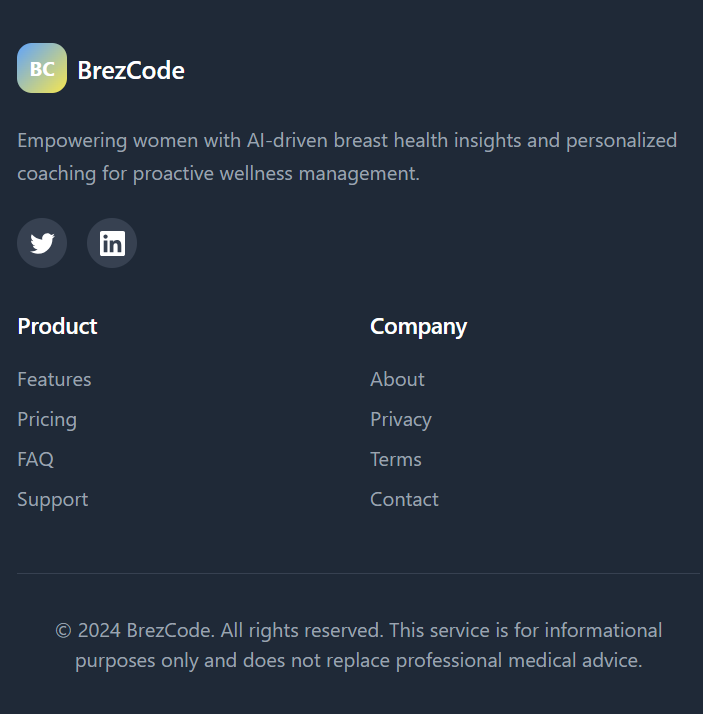 BC BrezCode
Empowering women with AI-driven breast health insights and personalized
coaching for proactive wellness management.
in
Product
Features
Pricing
FAQ
Support
Company
About
Privacy
Terms
Contact
© 2024 BrezCode. All rights reserved. This service is for informational
purposes only and does not replace professional medical advice.